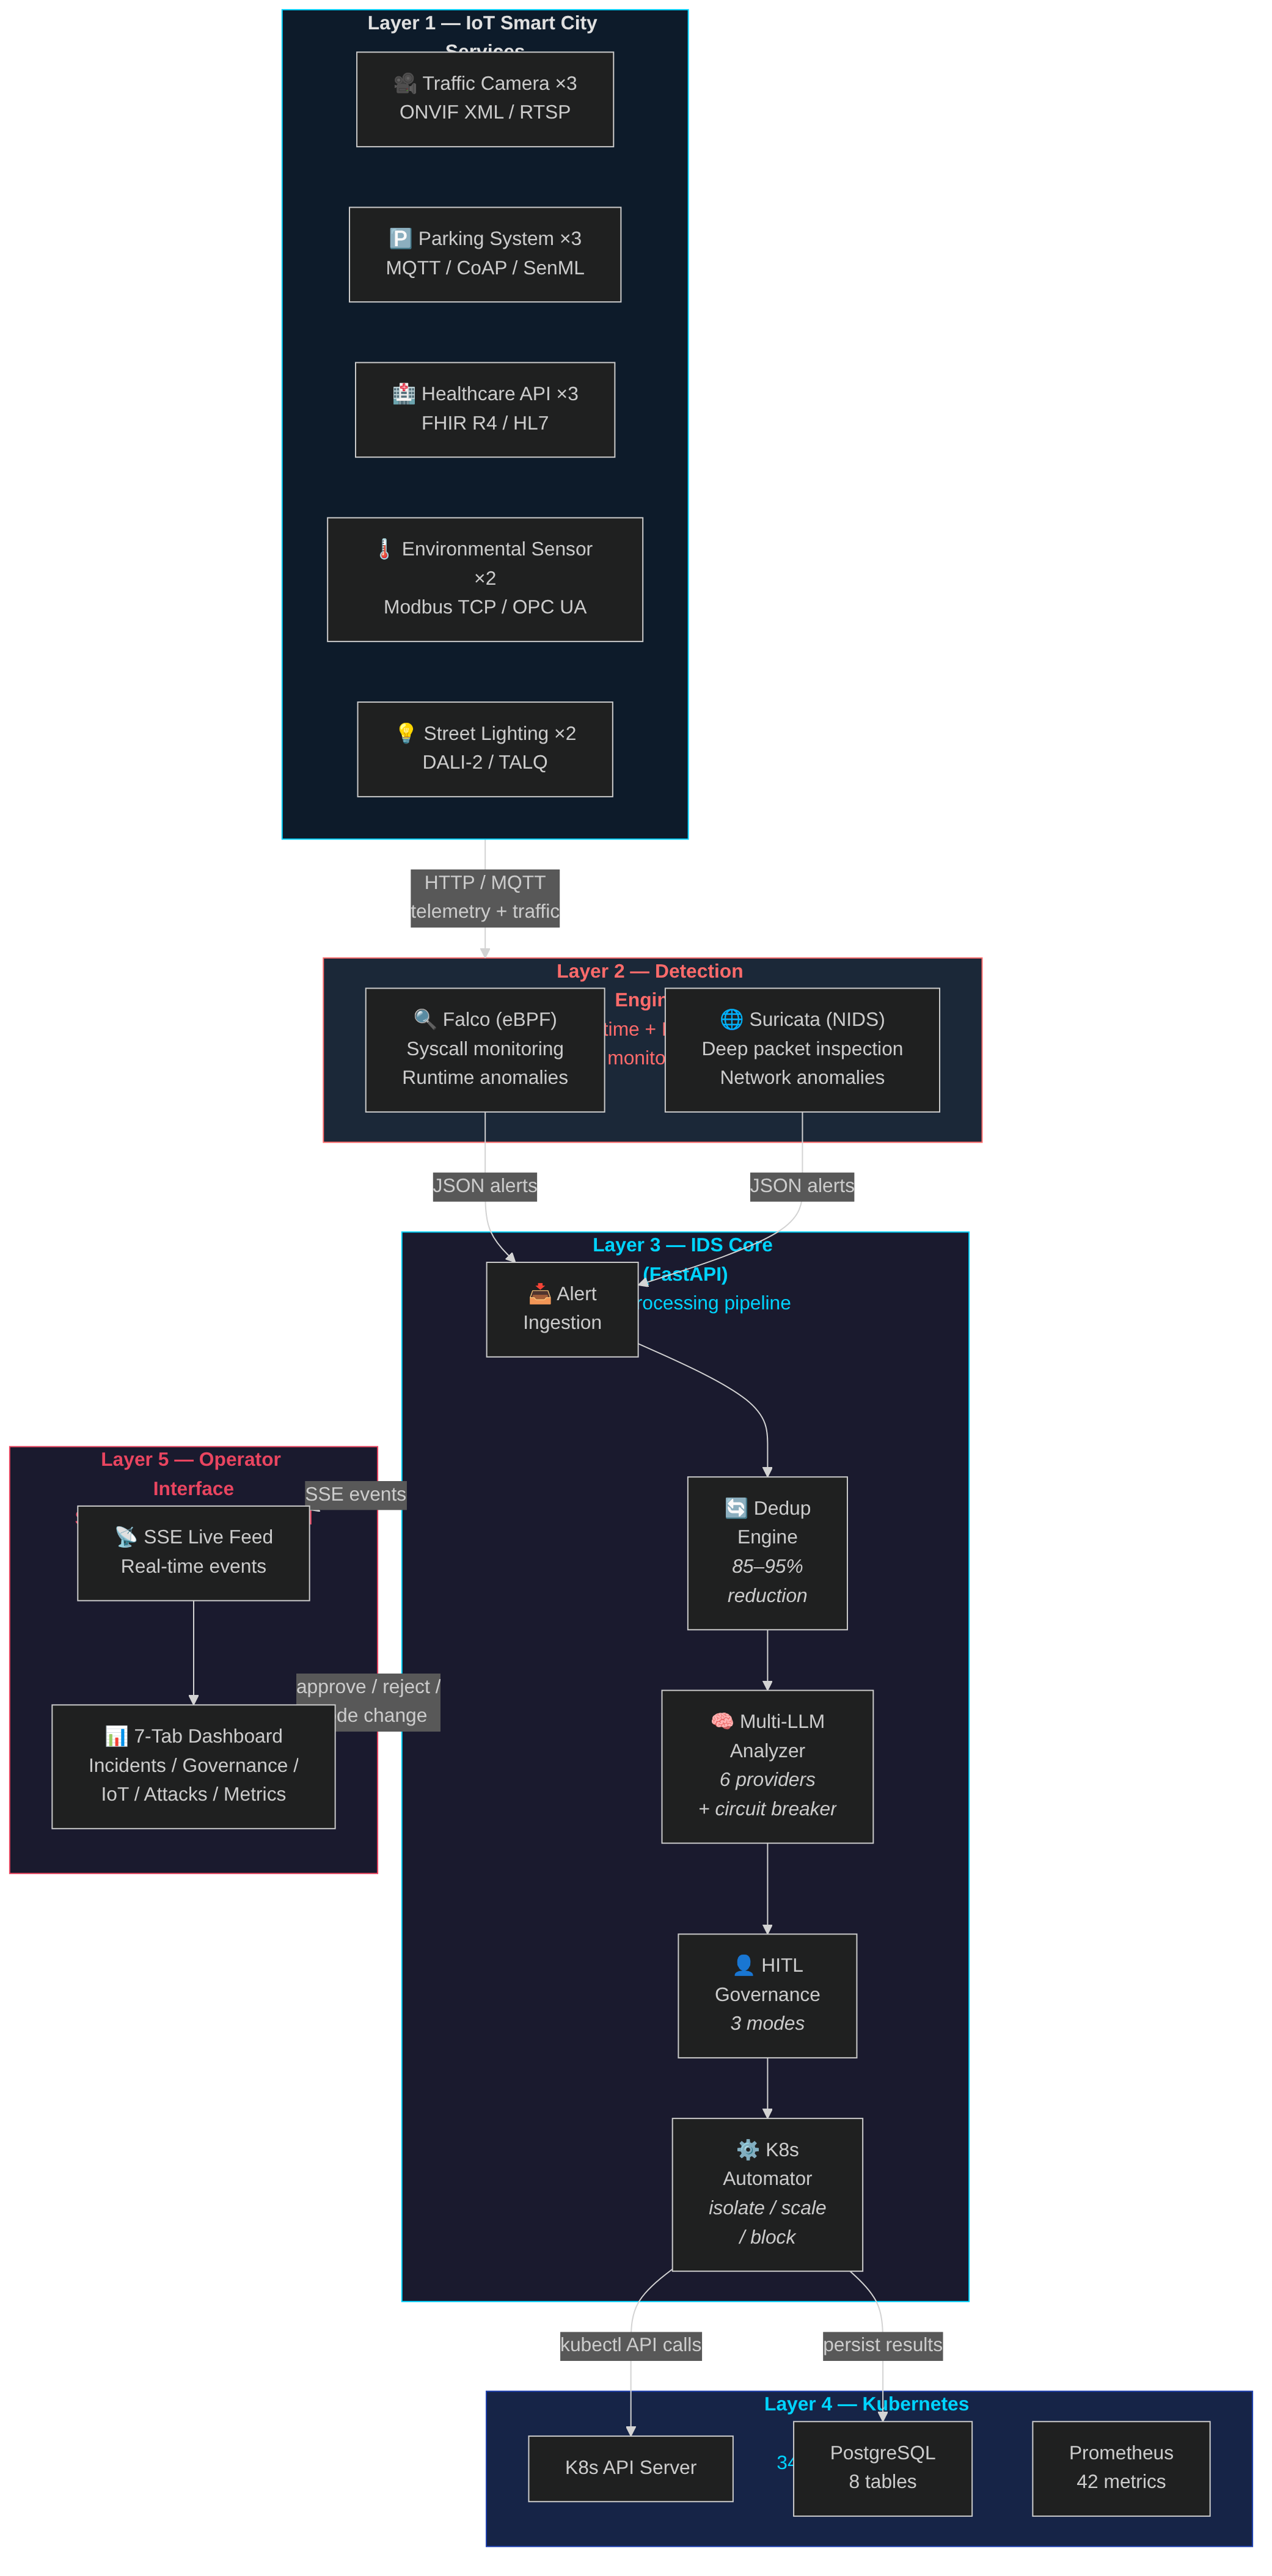 Layer 1 — IoT Smart City
Services
🎥 Traffic Camera ×3
ONVIF XML / RTSP
🅿️ Parking System ×3
MQTT / CoAP / SenML
🏥 Healthcare API ×3
FHIR R4 / HL7
🌡️ Environmental Sensor
×2
Modbus TCP / OPC UA
💡 Street Lighting ×2
DALI-2 / TALQ
HTTP / MQTT
telemetry + traffic
Layer 2 — Detection
🔍 Falco (eBPF)
Syscall monitoring
Runtime anomalies
🌐 Suricata (NIDS)
Deep packet inspection
Network anomalies
JSON alerts
JSON alerts
Layer 3 — IDS Core
(FastAPI)
pipeline
📥 Alert
Ingestion
🔄 Dedup
Engine
85–95%
reduction
🧠 Multi-LLM
Analyzer
6 providers
+ circuit breaker
👤 HITL
Governance
3 modes
⚙️ K8s
Automator
isolate / scale
/ block
Layer 5 — Operator
Interface
SSE events
📡 SSE Live Feed
Real-time events
approve / reject /
change
📊 7-Tab Dashboard
Incidents / Governance /
IoT / Attacks / Metrics
kubectl API calls
persist results
Layer 4 — Kubernetes
K8s API Server
PostgreSQL
8 tables
Prometheus
42 metrics